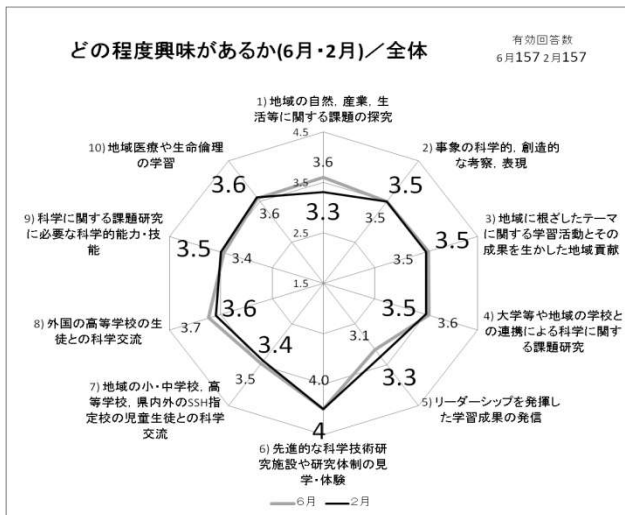 どの程度興味があるか(6月・2月)／全体
有効回答数
6月157 2月157
1)地域の自然，産業，生
活等に関する課題の探究
4.5
3.6
3.5
3.3
2.5
1.5
2)事象の科学的，創造的
な考察，表現
3.5
3.5
3)地域に根ざしたテーマ
に関する学習活動とその
成果を生かした地域貢献
3.5
3.5
4)大学等や地域の学校と
の連携による科学に関す
る課題研究
3.5
3.6
5)リーダーシップを発揮し
た学習成果の発信
3.1
3.3
6)先進的な科学技術研
究施設や研究体制の見
学・体験
4.0
4
7)地域の小・中学校，高
等学校，県内外のSSH指
定校の児童生徒との科学
交流
3.4
3.5
8)外国の高等学校の生
徒との科学交流
3.6
3.7
9)科学に関する課題研究
に必要な科学的能力・技
能
3.5
3.4
10)地域医療や生命倫理
の学習
3.6
3.6
6月
2月